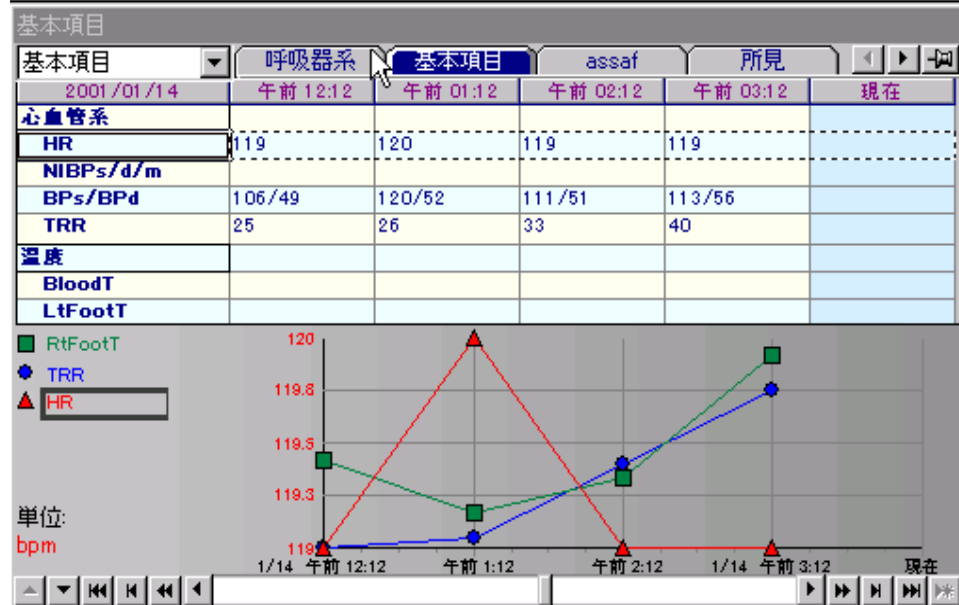 基本項目
基本項目 呼吸器系 基本項目 assaf 所見
2001/01/14 午前 12:12 午前 01:12 午前 02:12 午前 03:12 現在
心血管系
HR 119 120 119 119
NIBPs/d/m
BPs/BPd 106/49 120/52 111/51 113/56
TRR 25 26 33 40
温度
BloodT
LtFootT
RtFootT
TRR
HR
120
119.8
119.5
119.3
119
単位:
bpm
1/14 午前 12:12 午前 1:12 午前 2:12 1/14 午前 3:12 現在